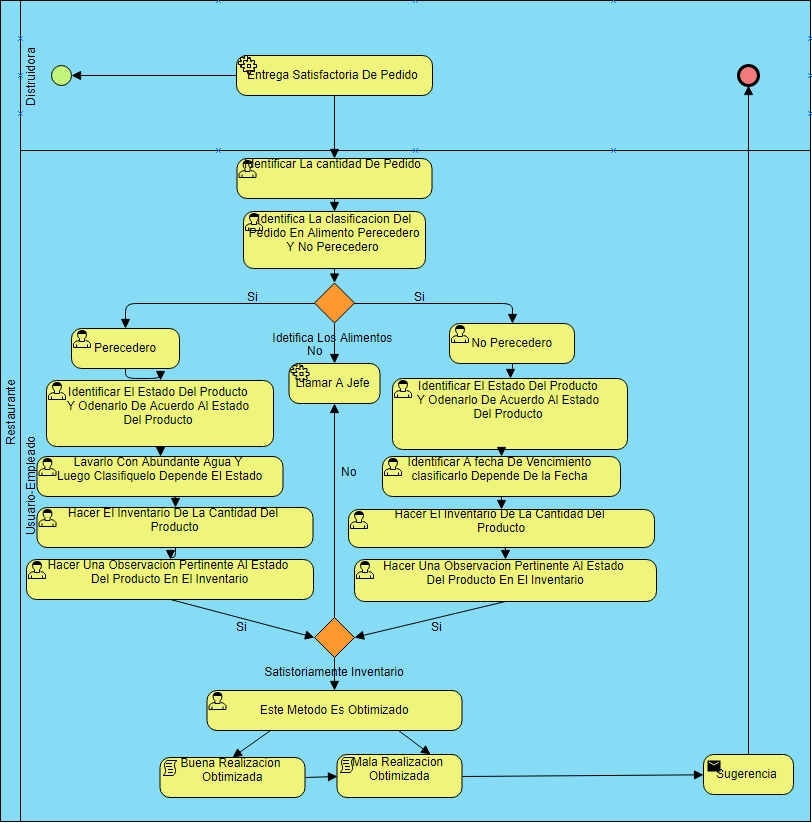 Distruidora
Entrega Satisfactoria De Pedido
Restaurante
Usuario-Empleado
Identificar La cantidad De Pedido
Identifica La clasificacion Del
Pedido En Alimento Perecedero
Y No Perecedero
Si
Si
Idetifica Los Alimentos
No
Perecedero
No Perecedero
Llamar A Jefe
Identificar El Estado Del Producto
Y Odenarlo De Acuerdo Al Estado
Del Producto
Identificar El Estado Del Producto
Y Odenarlo De Acuerdo Al Estado
Del Producto
Lavarlo Con Abundante Agua Y
Luego Clasifiquelo Depende El Estado
No
Identificar A fecha De Vencimiento
clasificarlo Depende De la Fecha
Hacer El Inventario De La Cantidad Del
Producto
Hacer El Inventario De La Cantidad Del
Producto
Hacer Una Observacion Pertinente Al Estado
Del Producto En El Inventario
Hacer Una Observacion Pertinente Al Estado
Del Producto En El Inventario
Si
Si
Satistoriamente Inventario
Este Metodo Es Obtimizado
Buena Realizacion
Obtimizada
Mala Realizacion
Obtimizada
Sugerencia